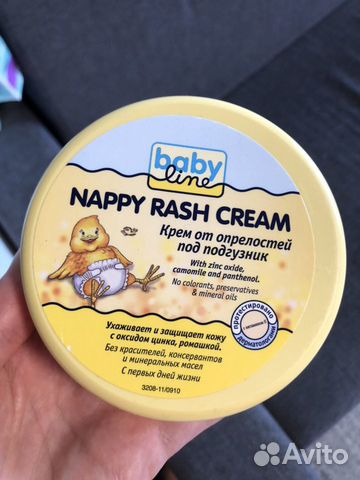 baby
line
NAPPY RASH CREAM
Крем от опрелостей
под подгузник
With zinc oxide,
camomile and panthenol.
No colorants, preservatives
& mineral oils
протестировано
дерматологами
Ухаживает и защищает кожу
с оксидом цинка, ромашкой.
Без красителей, консервантов
и минеральных масел
С первых дней жизни
3208-11/0910
Avito